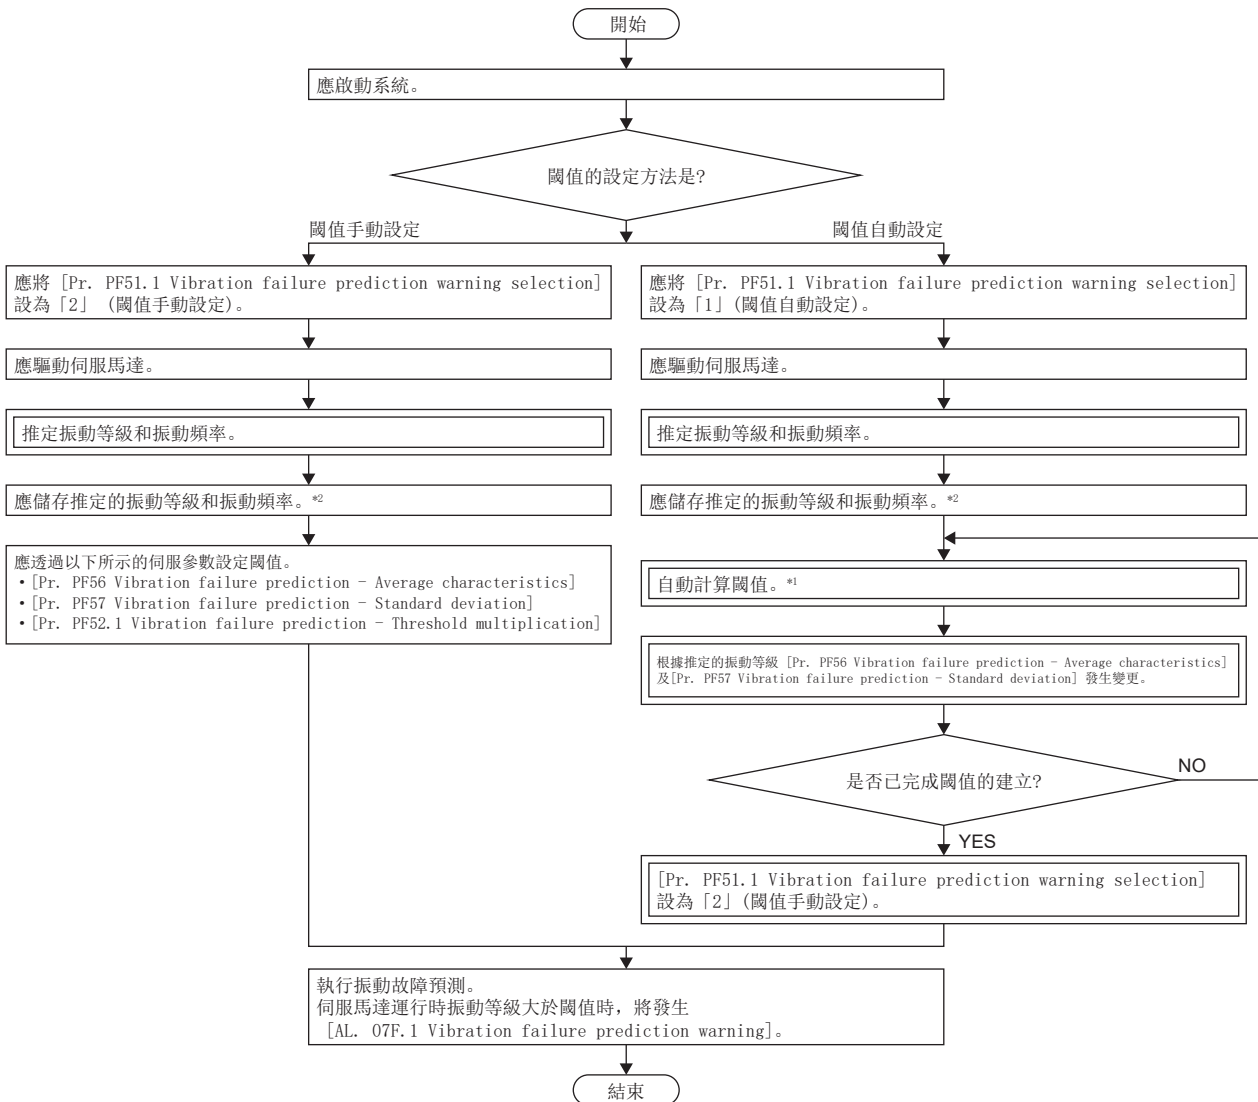 開始
應啟動系統。
閾值的設定方法是?
閾值手動設定
閾值自動設定
應將 [Pr. PF51.1 Vibration failure prediction warning selection]
設為「2」 (閾值手動設定)。
應驅動伺服馬達。
推定振動等級和振動頻率。
應儲存推定的振動等級和振動頻率。*2
應透過以下所示的伺服參數設定閾值。
• [Pr. PF56 Vibration failure prediction - Average characteristics]
• [Pr. PF57 Vibration failure prediction - Standard deviation]
• [Pr. PF52.1 Vibration failure prediction - Threshold multiplication]
應將 [Pr. PF51.1 Vibration failure prediction warning selection]
設為「1」(閾值自動設定)。
應驅動伺服馬達。
推定振動等級和振動頻率。
應儲存推定的振動等級和振動頻率。*2
自動計算閾值。*1
根據推定的振動等級 [Pr. PF56 Vibration failure prediction - Average characteristics]
及[Pr. PF57 Vibration failure prediction - Standard deviation] 發生變更。
是否已完成閾值的建立?
NO
YES
[Pr. PF51.1 Vibration failure prediction warning selection]
設為「2」(閾值手動設定)。
執行振動故障預測。
伺服馬達運行時振動等級大於閾值時，將發生
[AL. 07F.1 Vibration failure prediction warning]。
結束